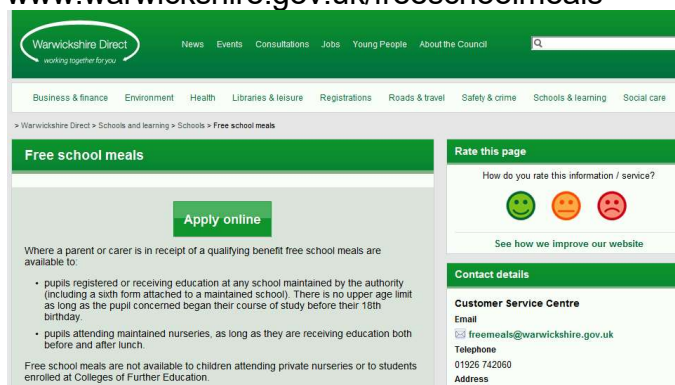 www.warwickshire.gov.uk/freeschoolmeals
Warwickshire Direct
working together for you
News Events Consultations Jobs Young People About the Council
Business & finance Environment Health Libraries & leisure Registrations Roads & travel Safety & crime Schools & learning Social care
> Warwickshire Direct > Schools and learning > Schools > Free school meals
Free school meals
Apply online
Where a parent or carer is in receipt of a qualifying benefit free school meals are
available to:
• pupils registered or receiving education at any school maintained by the authority
(including a sixth form attached to a maintained school). There is no upper age limit
as long as the pupil concerned began their course of study before their 18th
birthday.
• pupils attending maintained nurseries, as long as they are receiving education both
before and after lunch.
Free school meals are not available to children attending private nurseries or to students
enrolled at Colleges of Further Education.
Rate this page
How do you rate this information / service?
See how we improve our website
Contact details
Customer Service Centre
Email
freemeals@warwickshire.gov.uk
Telephone
01926 742060
Address